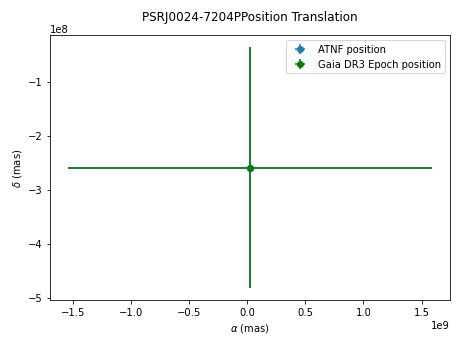 PSRJ0024-7204PPosition Translation
1e8
ATNF position
Gaia DR3 Epoch position
−1
−2
−3
−4
−5
δ (mas)
−1.5 −1.0 −0.5 0.0 0.5 1.0 1.5
1e9
α (mas)